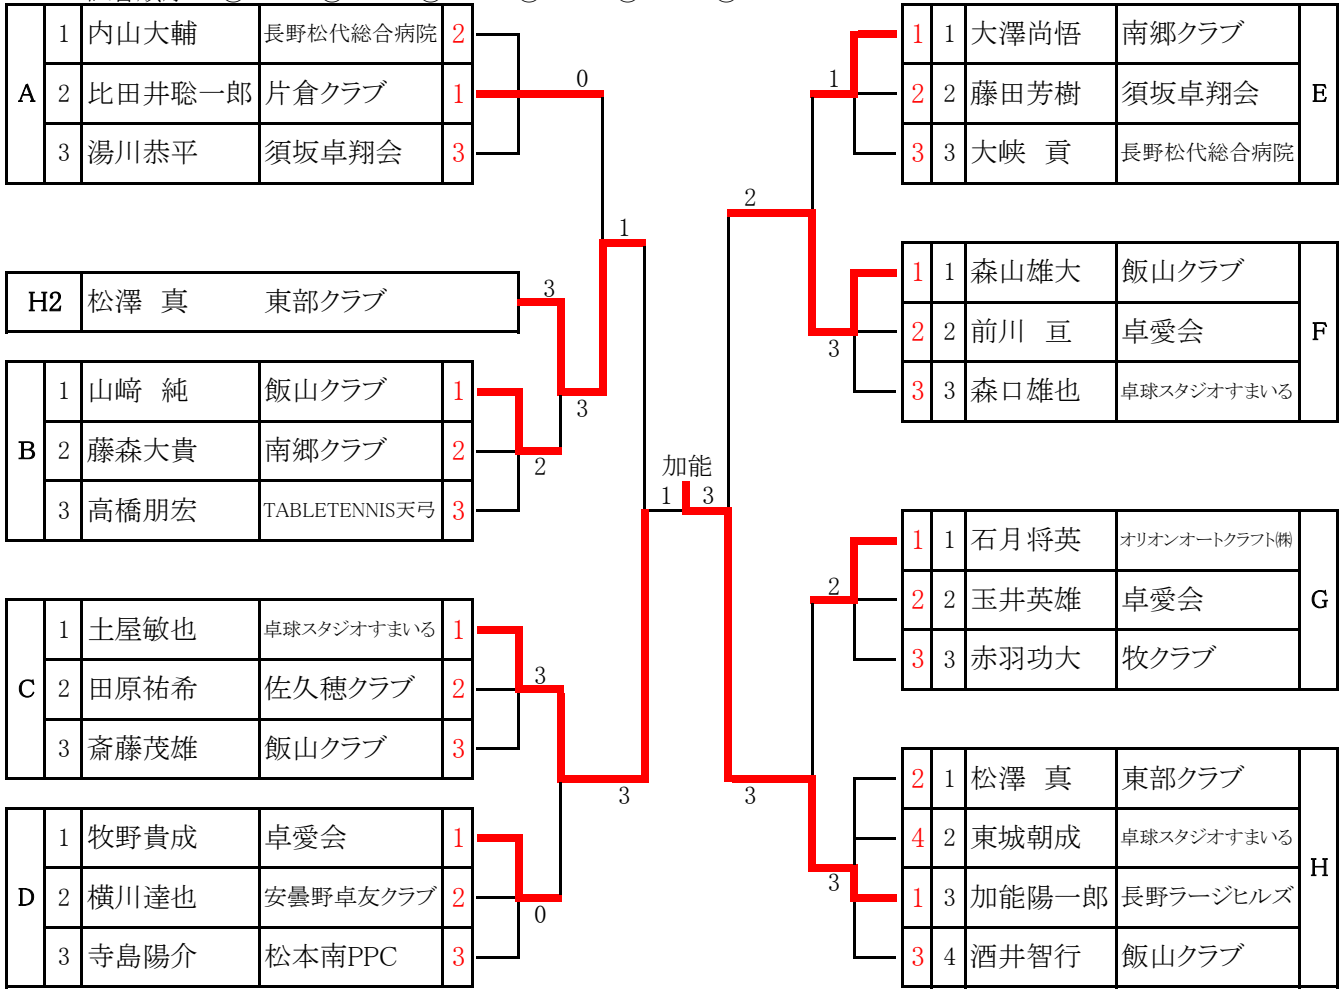 A
1 内山大輔 長野松代総合病院 2
2 比田井聡一郎 片倉クラブ 1
3 湯川恭平 須坂卓翔会 3
0
1
H2 松澤 真 東部クラブ
3
B
1 山﨑 純 飯山クラブ 1
2 藤森大貴 南郷クラブ 2
3 高橋朋宏 TABLETENNIS天弓 3
3
2
C
1 土屋敏也 卓球スタジオすまいる 1
2 田原祐希 佐久穂クラブ 2
3 斎藤茂雄 飯山クラブ 3
3
3
D
1 牧野貴成 卓愛会 1
2 横川達也 安曇野卓友クラブ 2
3 寺島陽介 松本南PPC 3
0
加能
1 3
E
1 1 大澤尚悟 南郷クラブ
2 2 藤田芳樹 須坂卓翔会
3 3 大峡 貢 長野松代総合病院
1
2
F
1 1 森山雄大 飯山クラブ
2 2 前川 亘 卓愛会
3 3 森口雄也 卓球スタジオすまいる
3
G
1 1 石月将英 オリオンオートクラフト㈱
2 2 玉井英雄 卓愛会
3 3 赤羽功大 牧クラブ
2
3
H
2 1 松澤 真 東部クラブ
4 2 東城朝成 卓球スタジオすまいる
1 3 加能陽一郎 長野ラージヒルズ
3 4 酒井智行 飯山クラブ
3